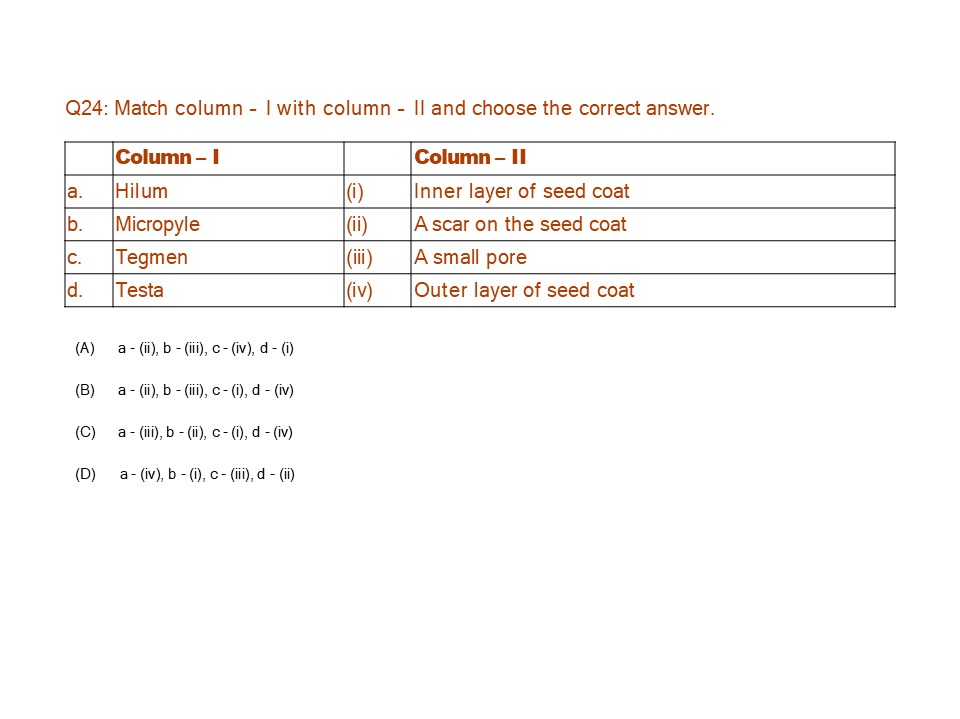 Q24: Match column - I with column - II and choose the correct answer.
Column – I Column – II
a. Hilum (i) Inner layer of seed coat
b. Micropyle (ii) A scar on the seed coat
c. Tegmen (iii) A small pore
d. Testa (iv) Outer layer of seed coat
(A) a - (ii), b - (iii), c - (iv), d - (i)
(B) a - (ii), b - (iii), c - (i), d - (iv)
(C) a - (iii), b - (ii), c - (i), d - (iv)
(D) a - (iv), b - (i), c - (iii), d - (ii)